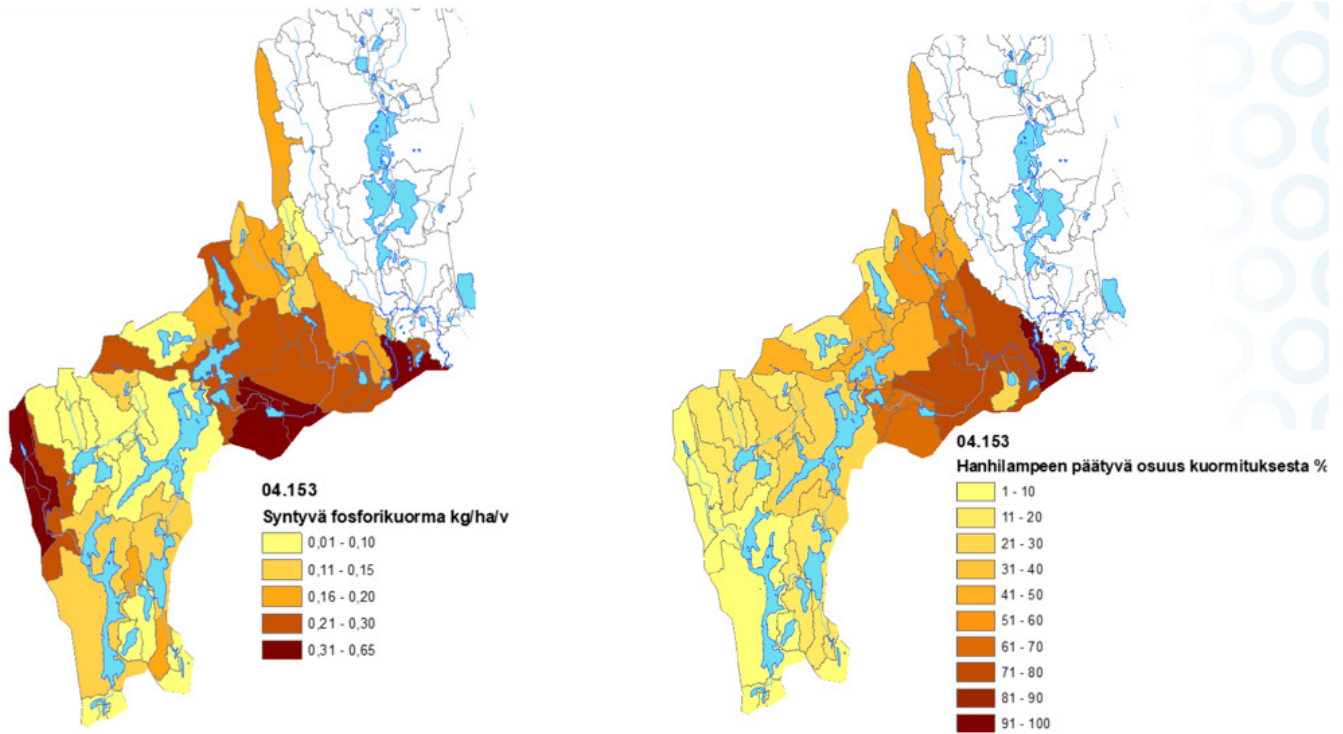 04.153
Syntyvä fosforikuorma kg/ha/v
0,01 - 0,10
0,11 - 0,15
0,16 - 0,20
0,21 - 0,30
0,31 - 0,65
04.153
Hanhilampeen päätyvä osuus kuormituksesta %
1 - 10
11 - 20
21 - 30
31 - 40
41 - 50
51 - 60
61 - 70
71 - 80
81 - 90
91 - 100